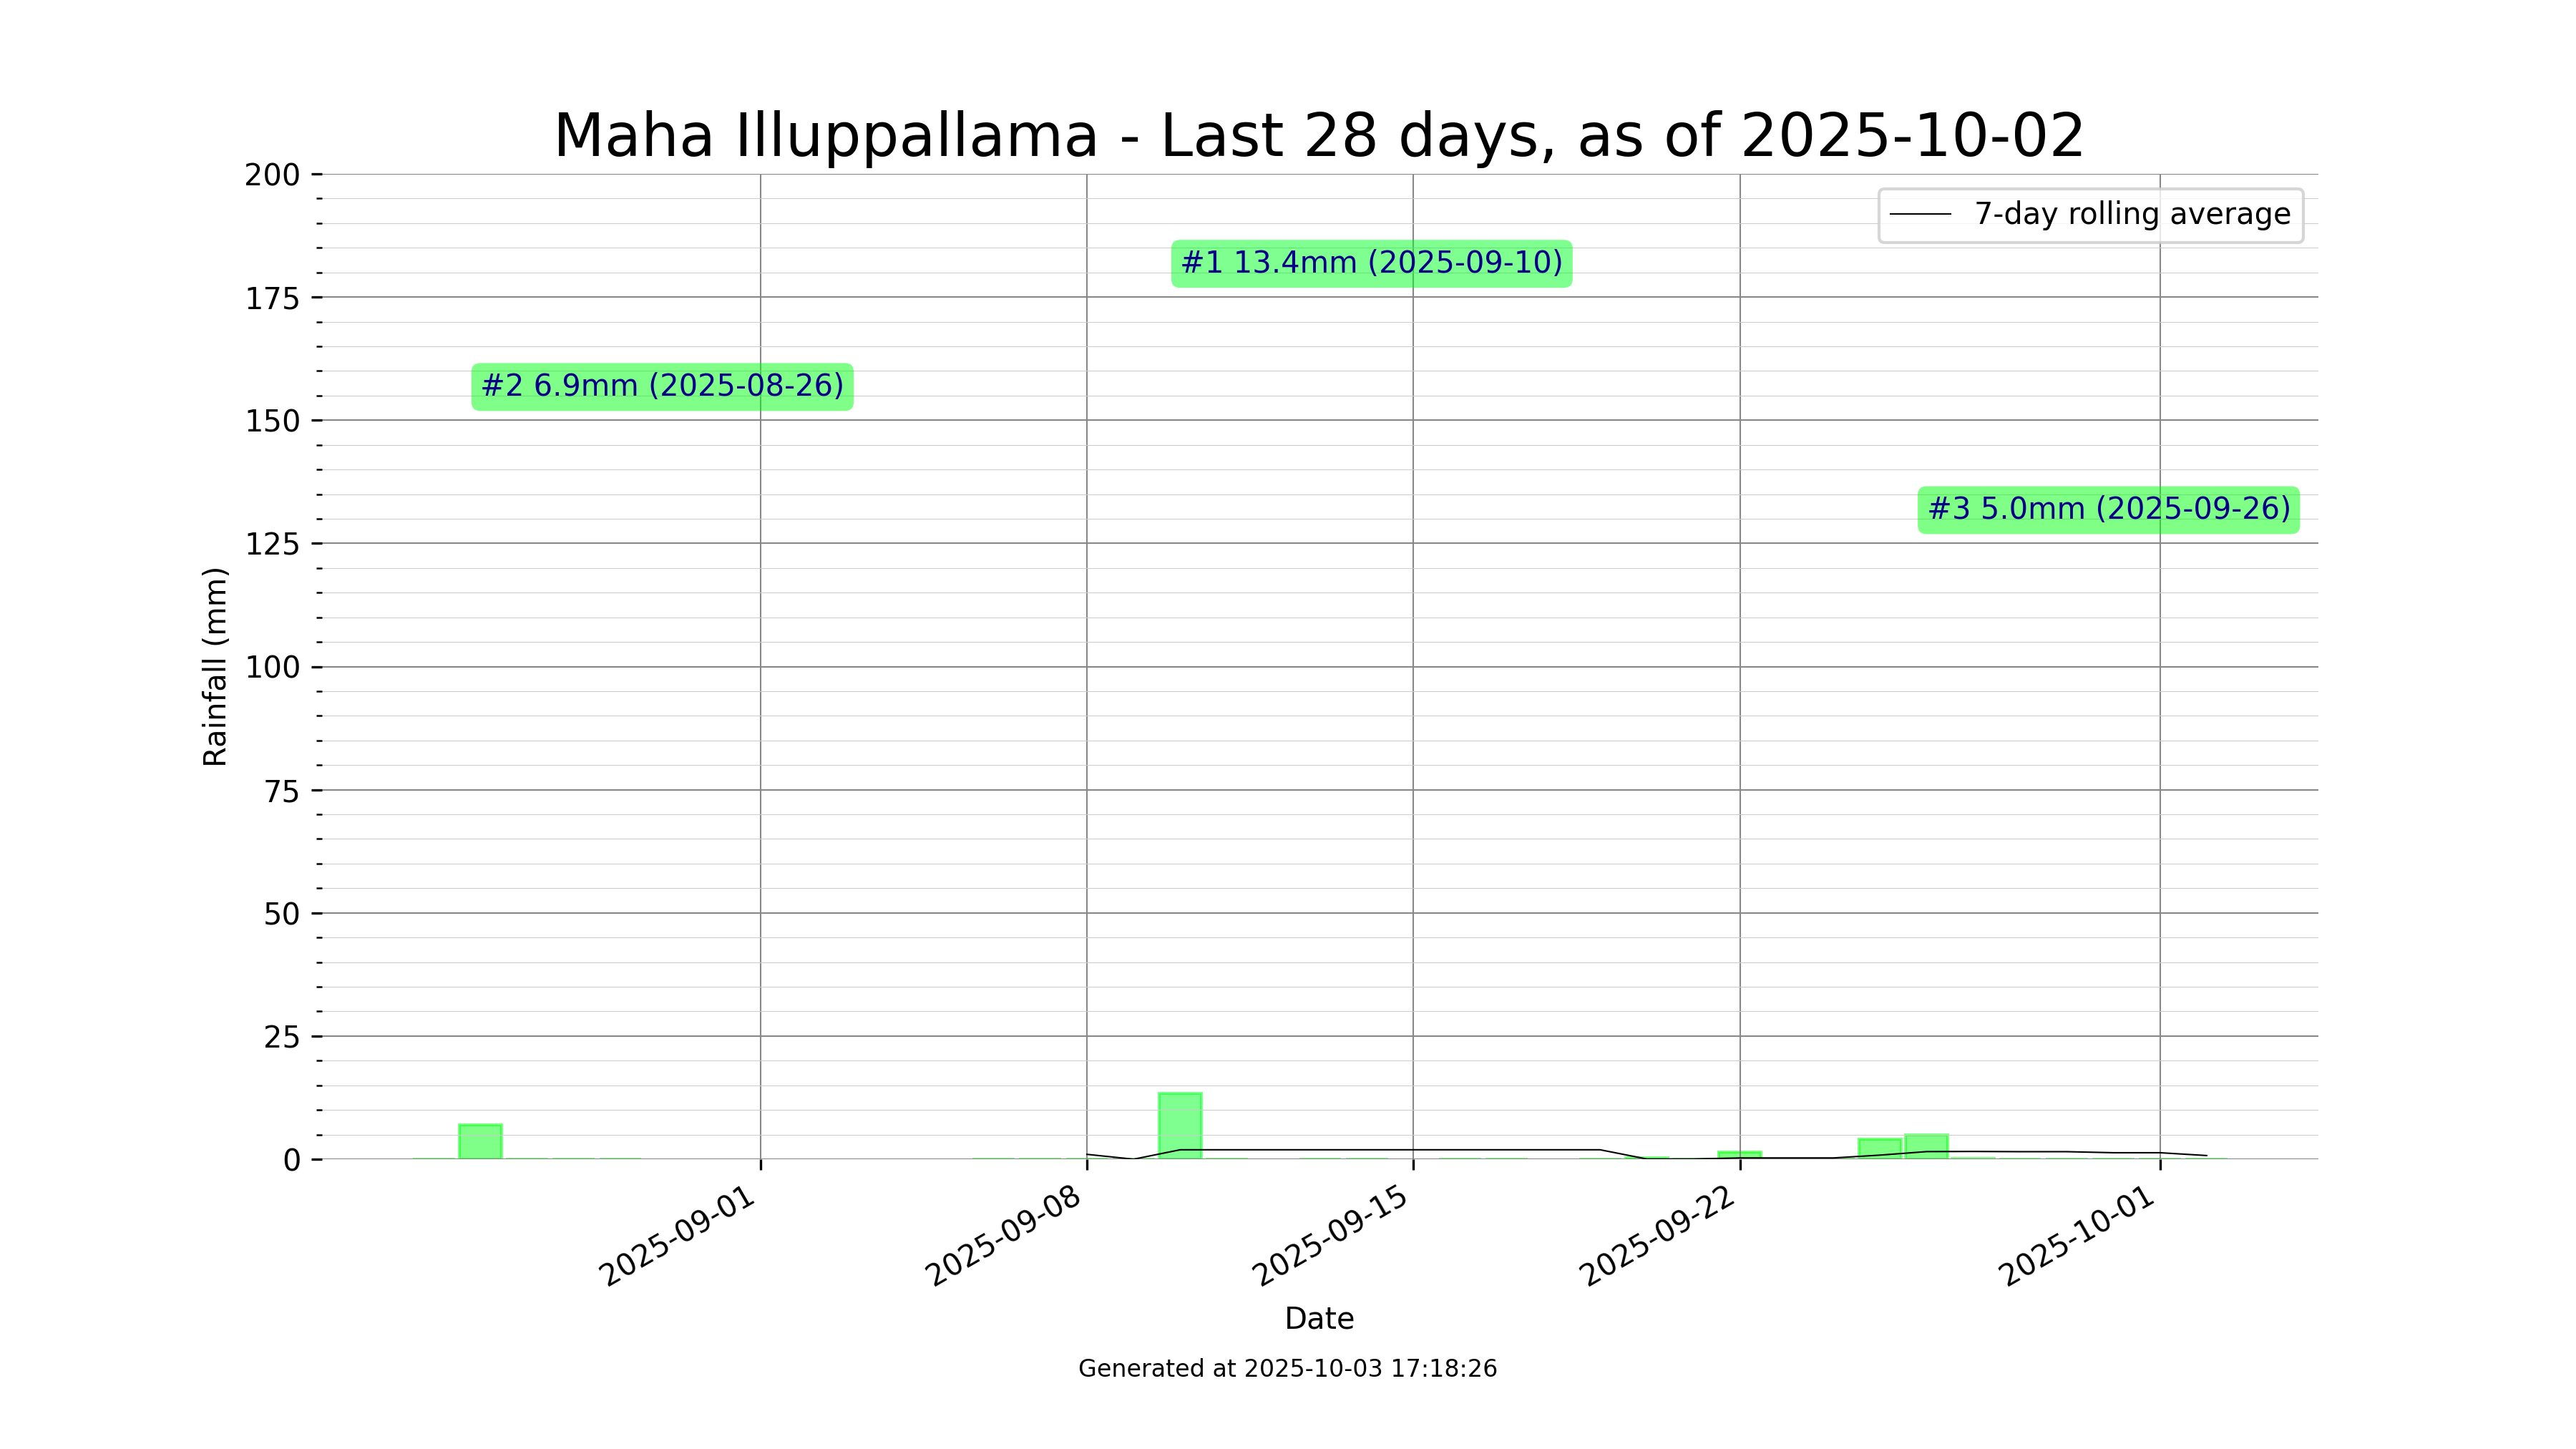 Maha Illuppallama - Last 28 days, as of 2025-10-02
7-day rolling average
#1 13.4mm (2025-09-10)
#2 6.9mm (2025-08-26)
#3 5.0mm (2025-09-26)
Rainfall (mm)
200
175
150
125
100
75
50
25
0
2025-09-01
2025-09-08
2025-09-15
2025-09-22
2025-10-01
Date
Generated at 2025-10-03 17:18:26